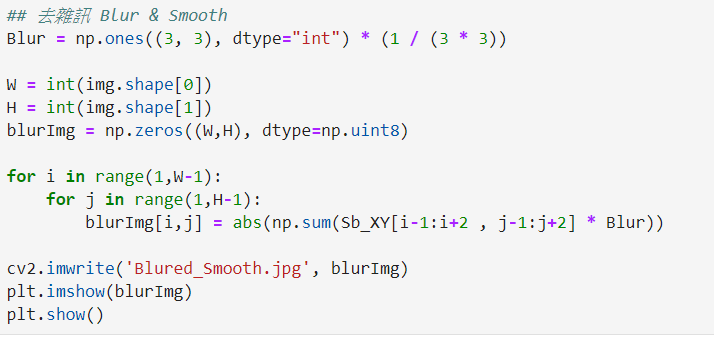 ## 去雜訊 Blur & Smooth
Blur = np.ones((3, 3), dtype="int") * (1 / (3 * 3))
W = int(img.shape[0])
H = int(img.shape[1])
blurImg = np.zeros((W,H), dtype=np.uint8)
for i in range(1,W-1):
    for j in range(1,H-1):
        blurImg[i,j] = abs(np.sum(Sb_XY[i-1:i+2 , j-1:j+2] * Blur))
cv2.imwrite('Blured_Smooth.jpg', blurImg)
plt.imshow(blurImg)
plt.show()